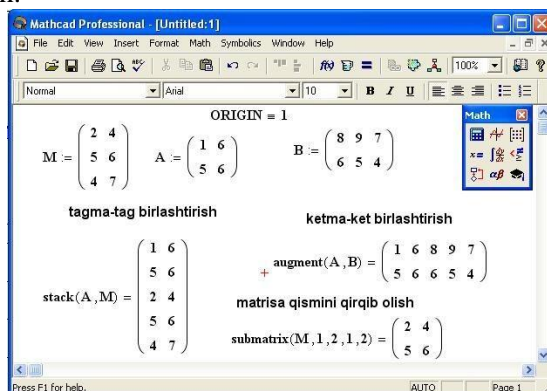 n.
Mathcad Professional - [Untitled:1]
File Edit View Insert Format Math Symbolics Window Help
100%
Normal Arial 10 B I U
ORIGIN = 1
Math
M := ( 2 4
5 6
4 7 )
A := ( 1 6
5 6 )
B := ( 8 9 7
6 5 4 )
tagma-tag birlashtirish
ketma-ket birlashtirish
stack(A,M) = ( 1 6
5 6
2 4
5 6
4 7 )
augment(A,B) = ( 1 6 8 9 7
5 6 6 5 4 )
matrisa qismini qirqib olish
submatrix(M,1,2,1,2) = ( 2 4
5 6 )
Press F1 for help. AUTO Page 1